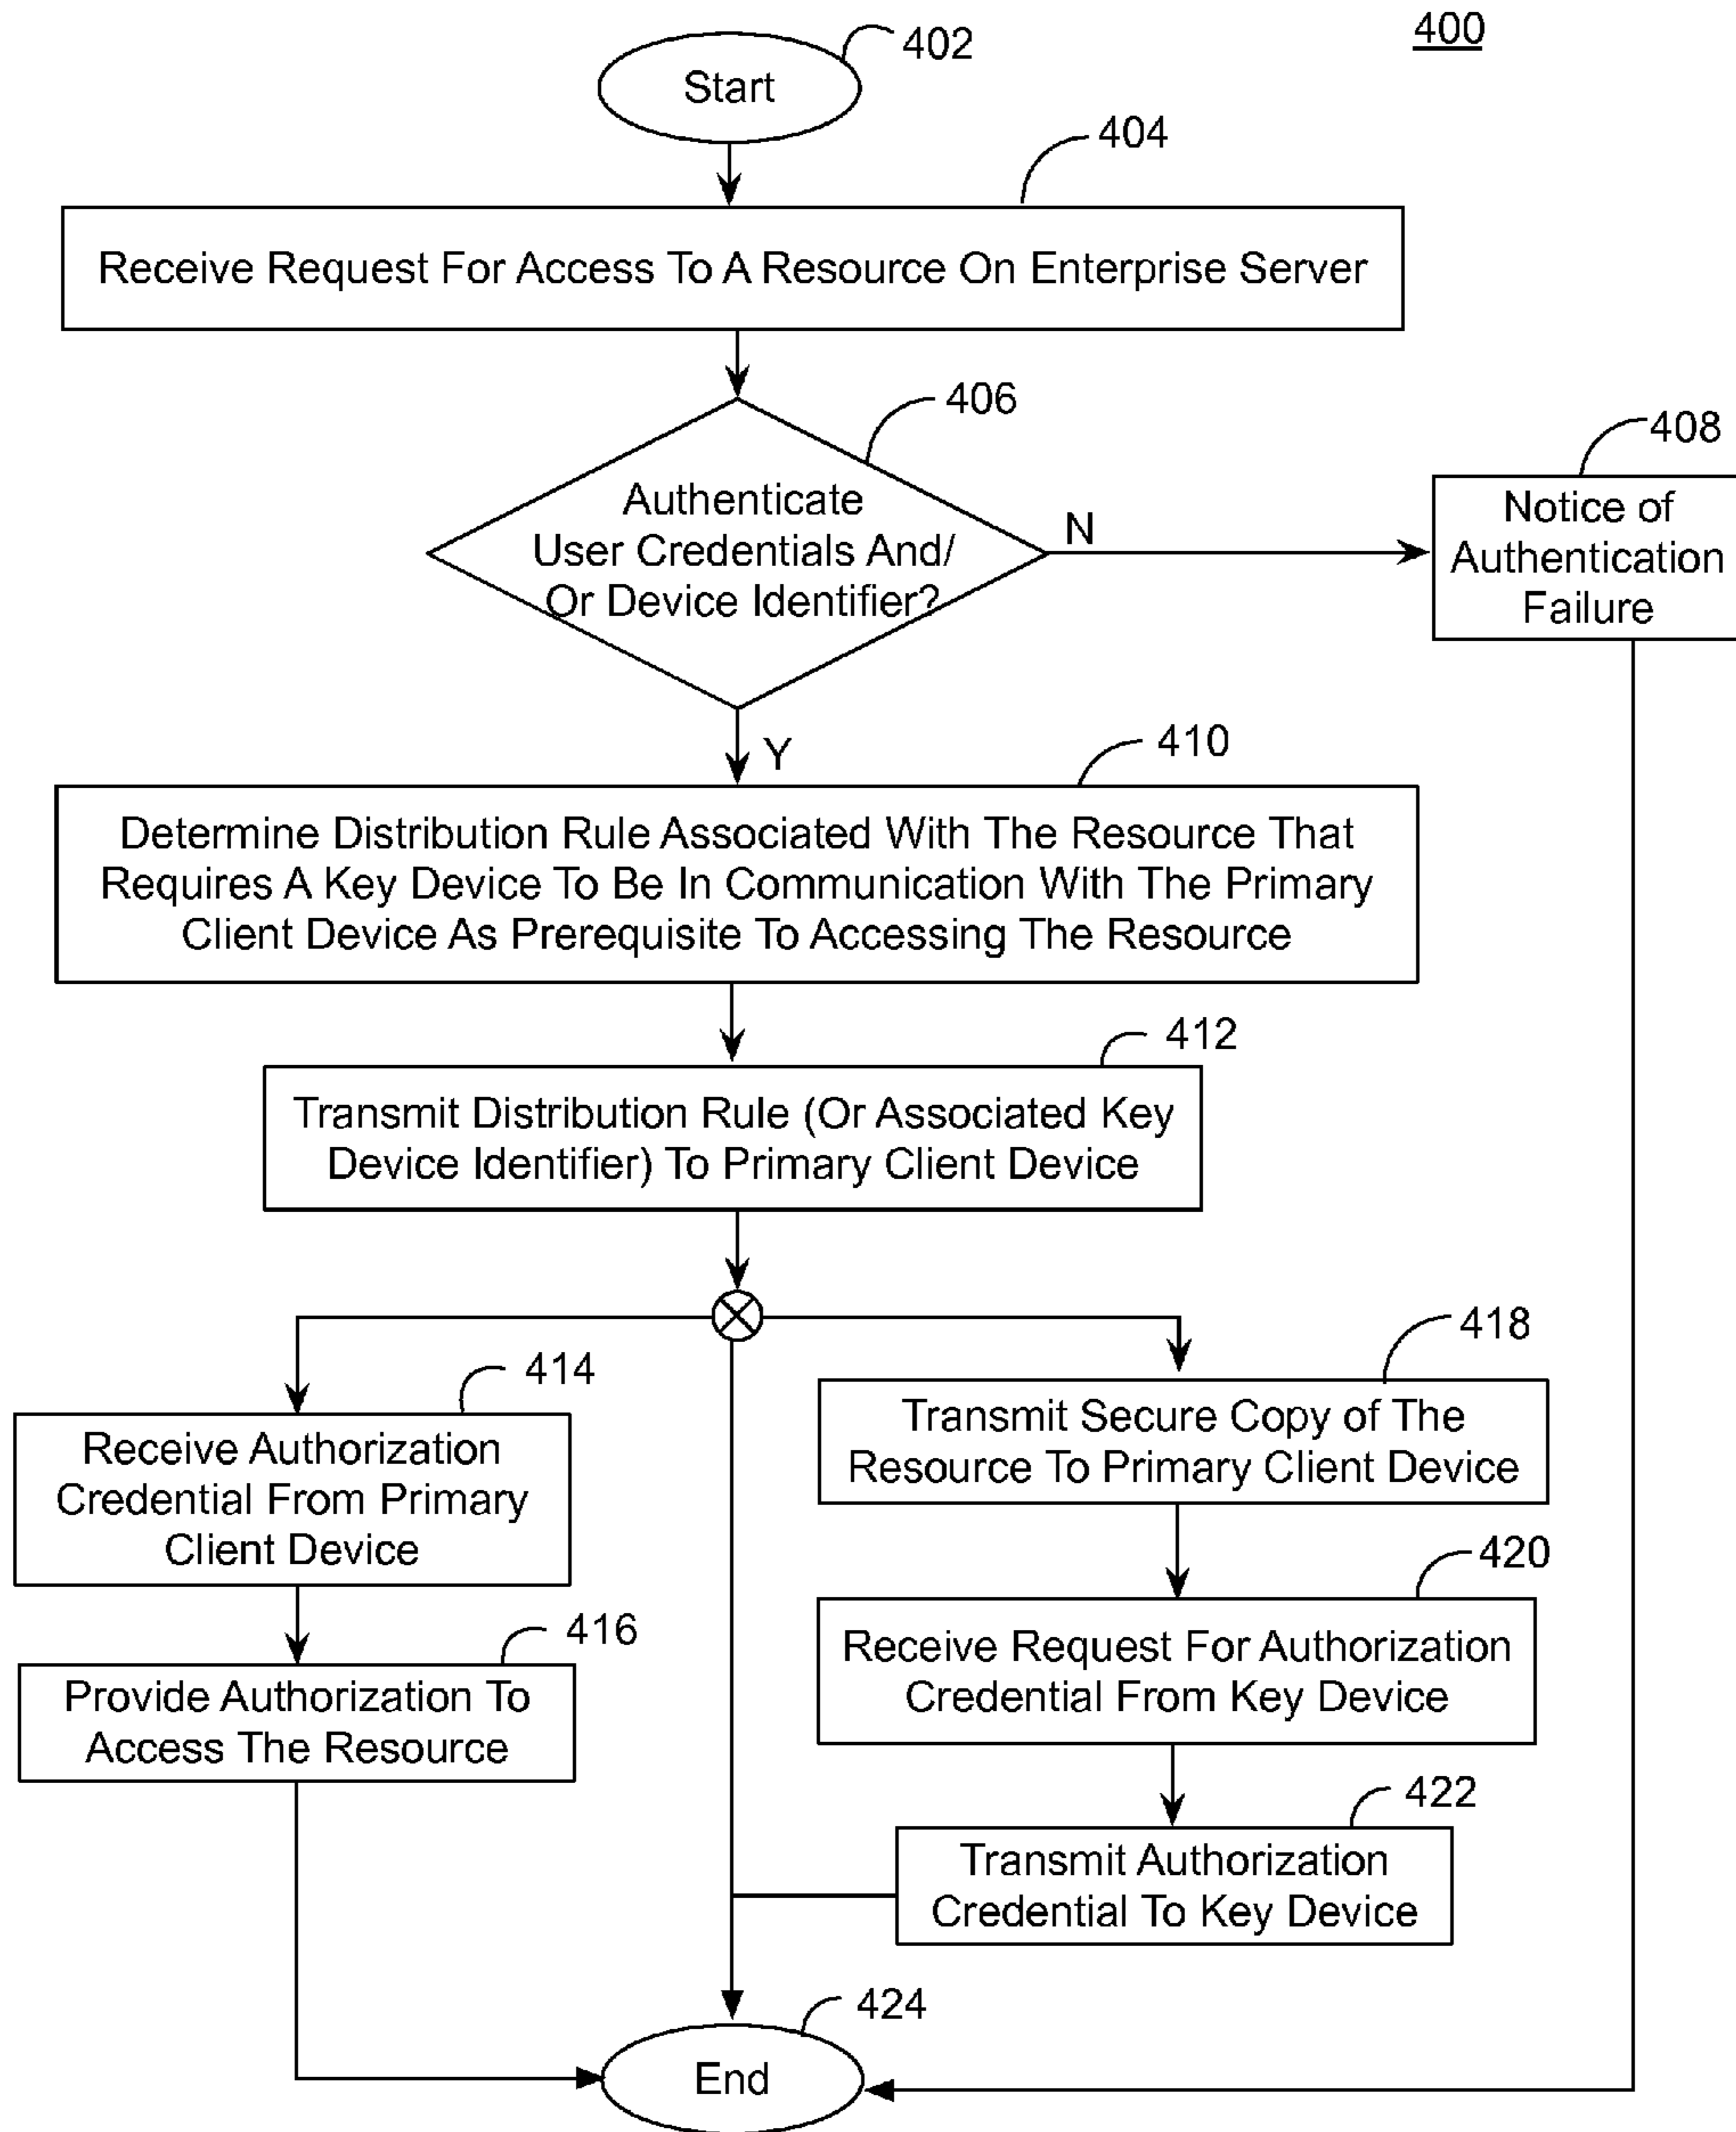 400
402
Start
404
Receive Request For Access To A Resource On Enterprise Server
406
Authenticate
User Credentials And/
Or Device Identifier?
N
408
Notice of
Authentication
Failure
Y
410
Determine Distribution Rule Associated With The Resource That
Requires A Key Device To Be In Communication With The Primary
Client Device As Prerequisite To Accessing The Resource
412
Transmit Distribution Rule (Or Associated Key
Device Identifier) To Primary Client Device
414
Receive Authorization
Credential From Primary
Client Device
416
Provide Authorization To
Access The Resource
418
Transmit Secure Copy of The
Resource To Primary Client Device
420
Receive Request For Authorization
Credential From Key Device
422
Transmit Authorization
Credential To Key Device
424
End